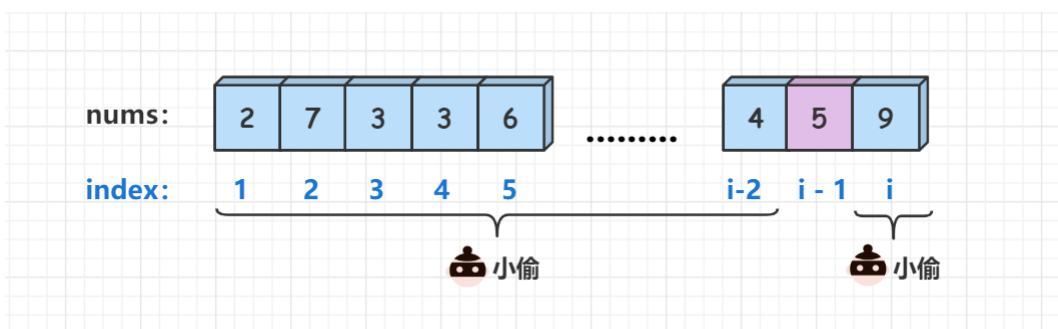 nums: 2 7 3 3 6 ......... 4 5 9
index: 1 2 3 4 5 i-2 i - 1 i
小偷 小偷